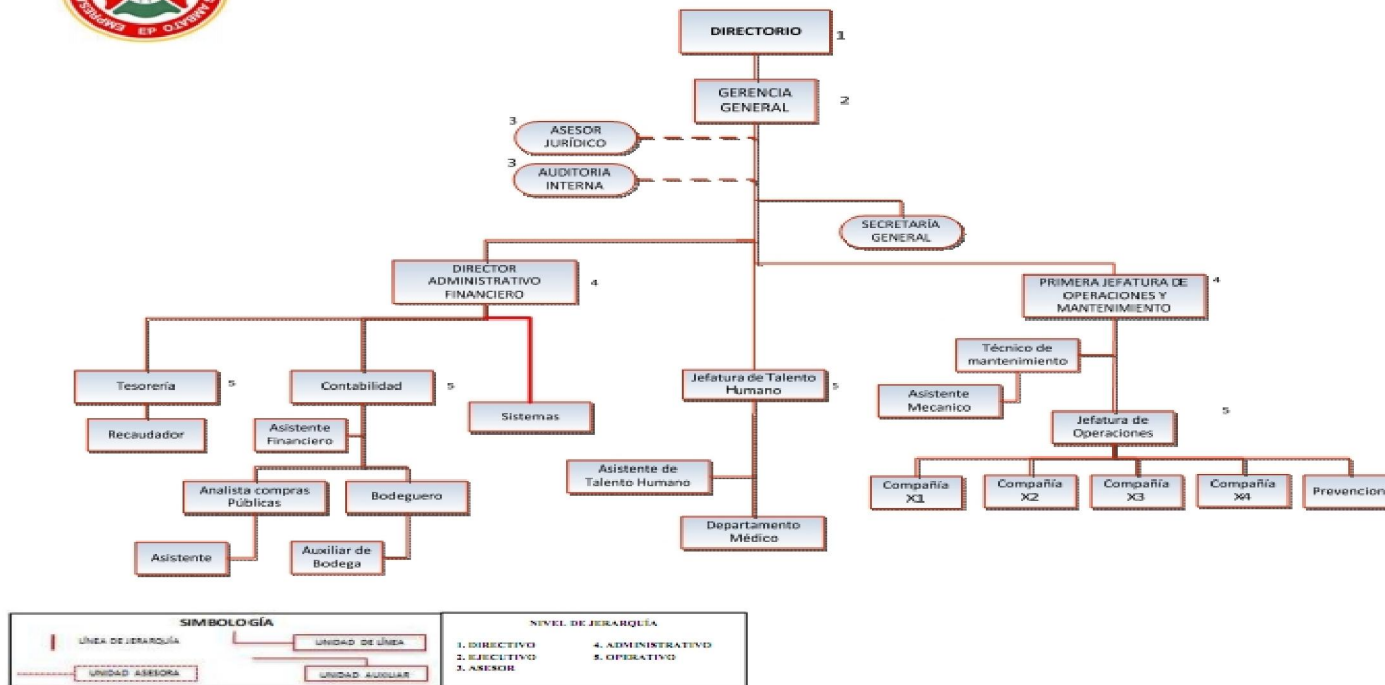 AMBATO EMPRESA EP
DIRECTORIO
1
GERENCIA
GENERAL
2
3
ASESOR
JURÍDICO
3
AUDITORIA
INTERNA
SECRETARÍA
GENERAL
DIRECTOR
ADMINISTRATIVO
FINANCIERO
4
PRIMERA JEFATURA DE
OPERACIONES Y
MANTENIMIENTO
4
Técnico de
mantenimiento
Tesorería
5
Contabilidad
5
Jefatura de Talento
Humano
5
Asistente
Mecanico
Sistemas
Recaudador
Asistente
Financiero
Jefatura de
Operaciones
5
Asistente de
Talento Humano
Analista compras
Públicas
Bodeguero
Compañía
X1
Compañía
X2
Compañía
X3
Compañía
X4
Prevencion
Departamento
Médico
Asistente
Auxiliar de
Bodega
SIMBOLOGÍA
LÍNEA DE JERARQUÍA
UNIDAD DE LÍNEA
UNIDAD ASESORA
UNIDAD AUXILIAR
NIVEL DE JERARQUÍA
1. DIRECTIVO
2. EJECUTIVO
3. ASESOR
4. ADMINISTRATIVO
5. OPERATIVO